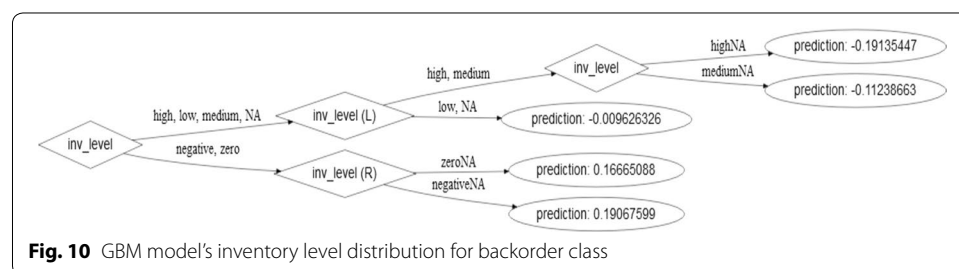 highNA
prediction: -0.19135447
inv_level
high, medium
mediumNA
prediction: -0.11238663
high, low, medium, NA
inv_level (L)
low, NA
prediction: -0.009626326
inv_level
negative, zero
zeroNA
prediction: 0.16665088
inv_level (R)
negativeNA
prediction: 0.19067599
Fig. 10 GBM model's inventory level distribution for backorder class